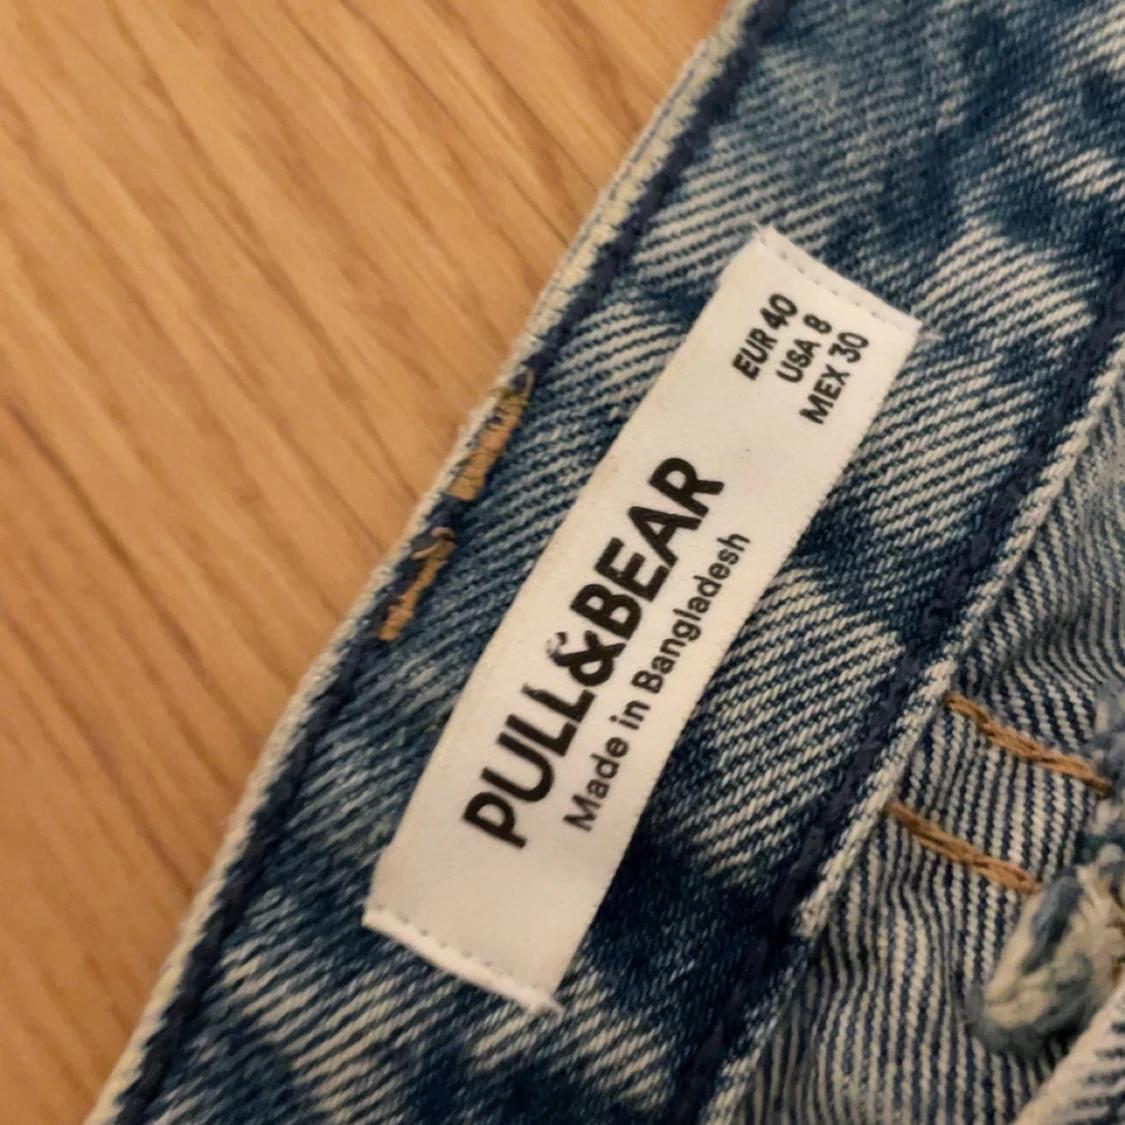 EUR 40
USA 8
MEX 30
PULL&BEAR
Made in Bangladesh